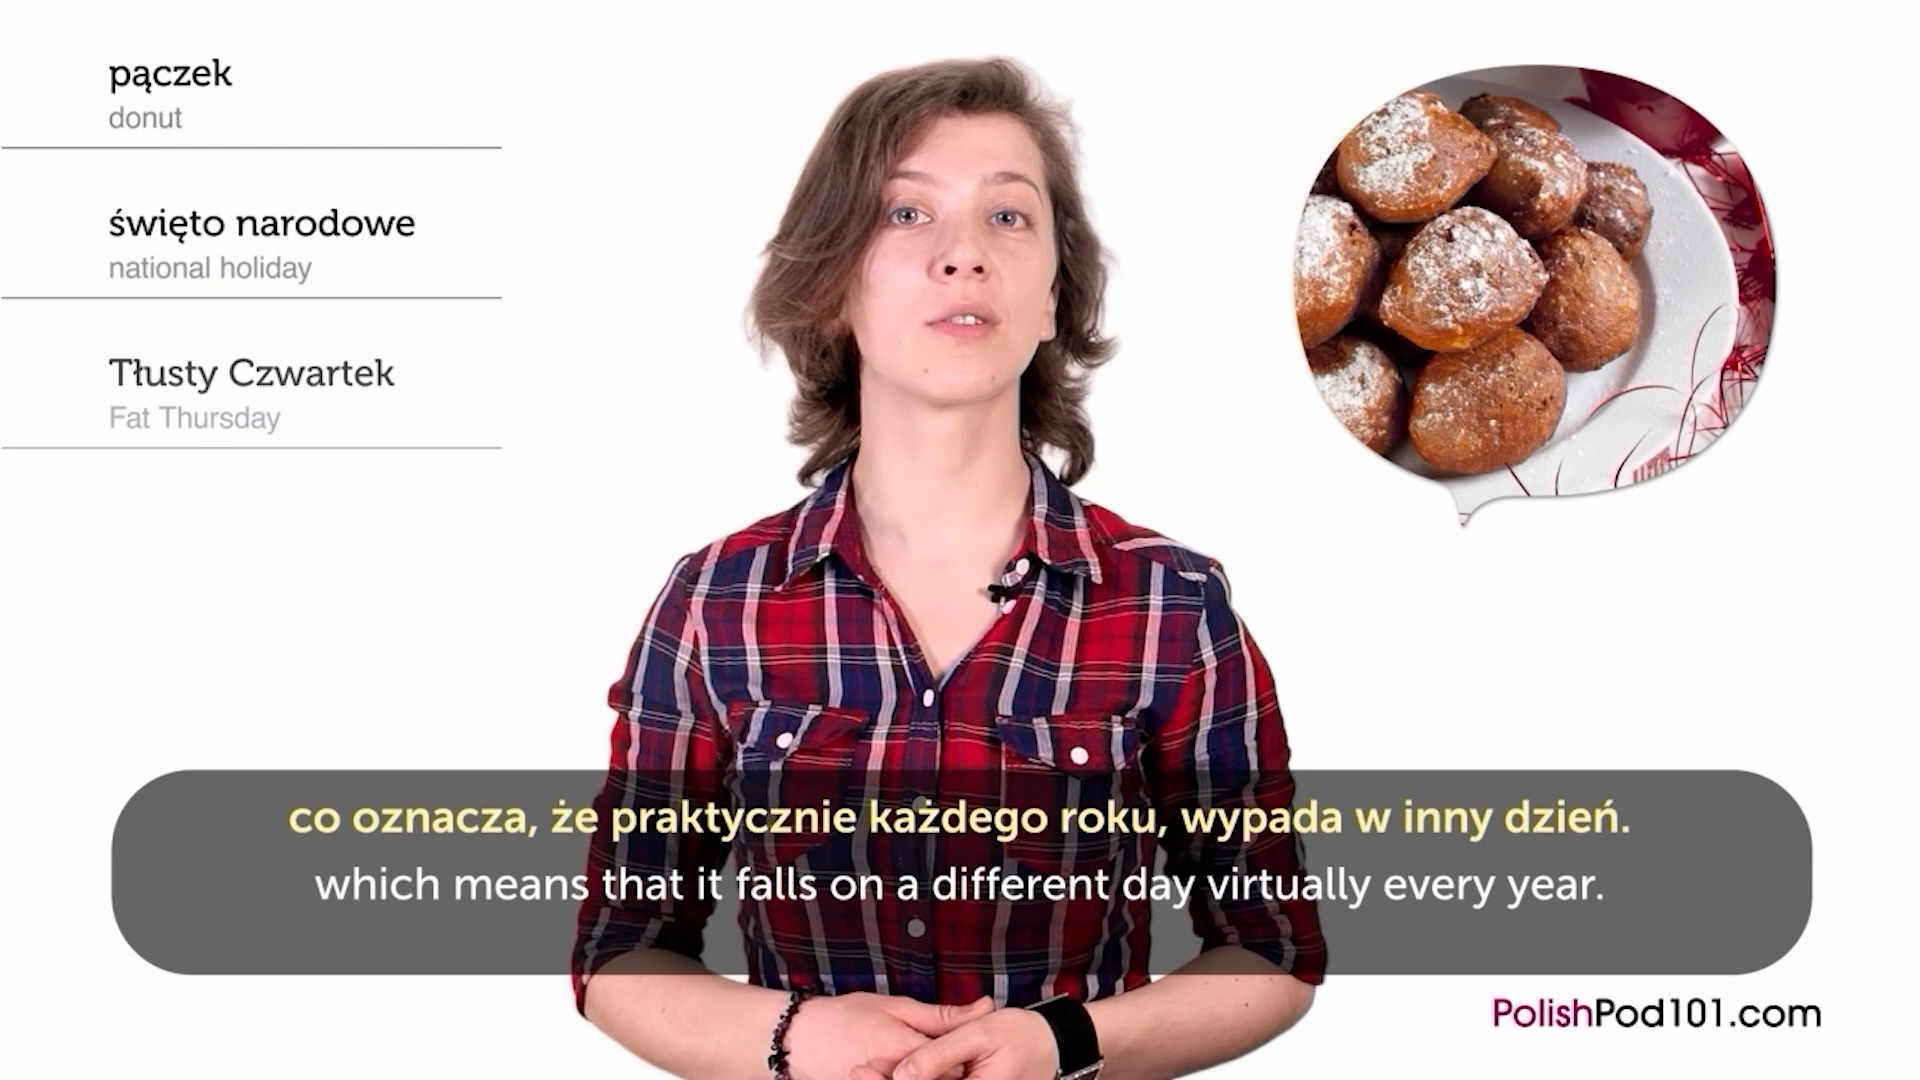 pączek
donut
święto narodowe
national holiday
Tłusty Czwartek
Fat Thursday
co oznacza, że praktycznie każdego roku, wypada w inny dzień.
which means that it falls on a different day virtually every year.
PolishPod101.com